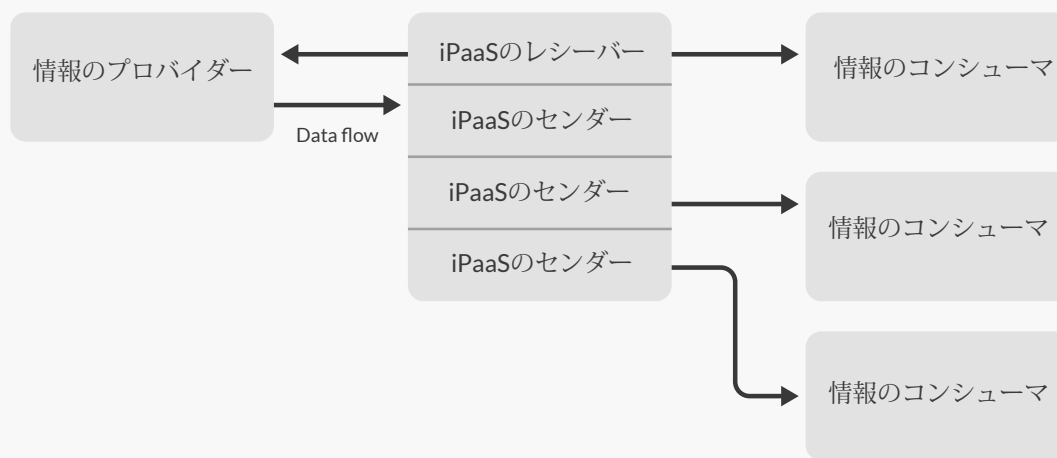 情報のプロバイダー
Data flow
iPaaSのレシーバー
iPaaSのセンダー
iPaaSのセンダー
iPaaSのセンダー
情報のコンシューマ
情報のコンシューマ
情報のコンシューマ